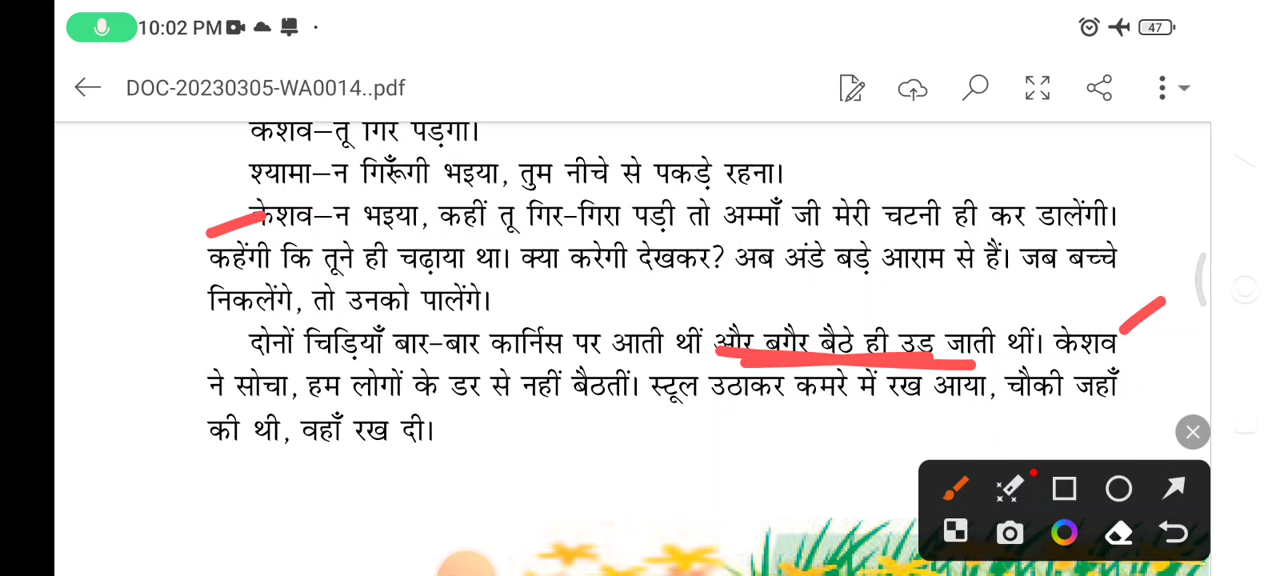 10:02 PM
47
DOC-20230305-WA0014..pdf
केशव–तू गिर पड़ेगी।
श्यामा–न गिरूँगी भइया, तुम नीचे से पकड़े रहना।
केशव–न भइया, कहीं तू गिर-गिरा पड़ी तो अम्माँ जी मेरी चटनी ही कर डालेंगी।
कहेंगी कि तूने ही चढ़ाया था। क्या करेगी देखकर? अब अंडे बड़े आराम से हैं। जब बच्चे
निकलेंगे, तो उनको पालेंगे।
दोनों चिड़ियाँ बार-बार कार्निस पर आती थीं और बगैर बैठे ही उड़ जाती थीं। केशव
ने सोचा, हम लोगों के डर से नहीं बैठतीं। स्टूल उठाकर कमरे में रख आया, चौकी जहाँ
की थी, वहाँ रख दी।